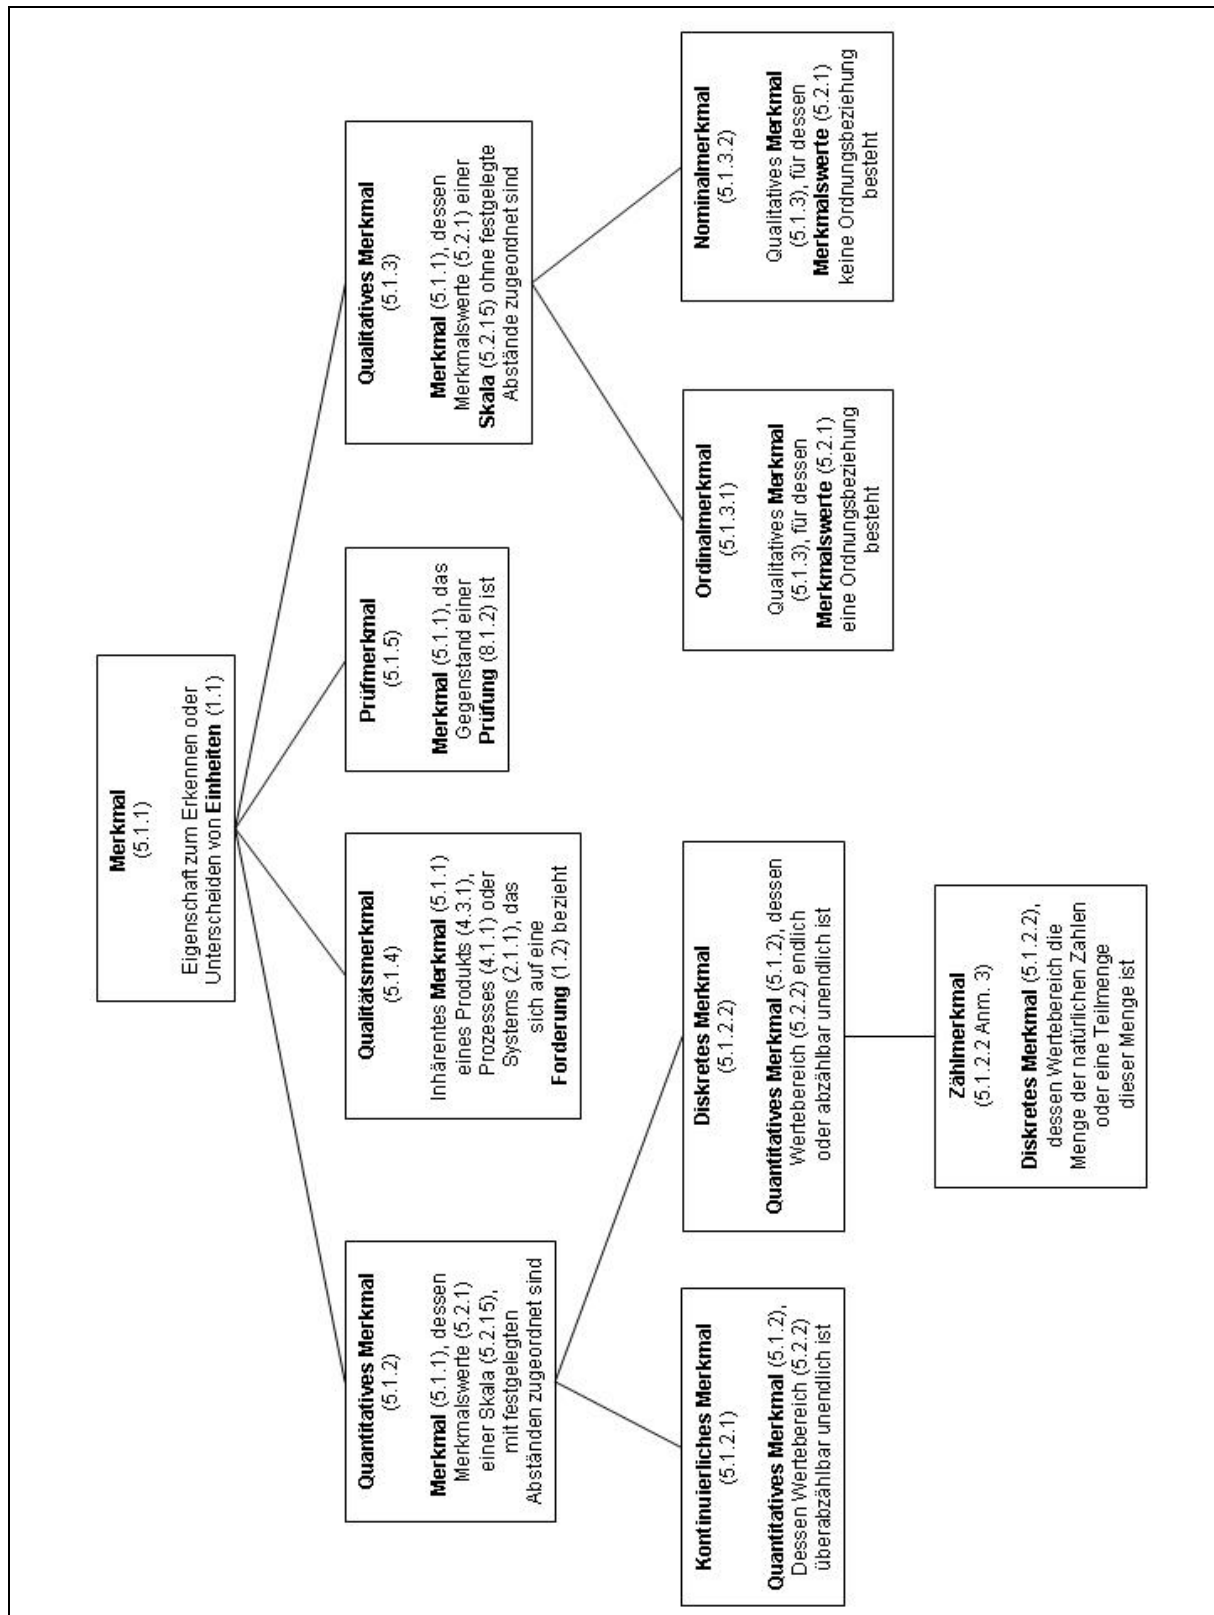 Merkmal
(5.1.1)
Eigenschaft zum Erkennen oder
Unterscheiden von Einheiten (1.1)
Quantitatives Merkmal
(5.1.2)
Merkmal (5.1.1), dessen
Merkmalswerte (5.2.1)
einer Skala (5.2.15),
mit festgelegten
Abständen zugeordnet sind
Qualitätsmerkmal
(5.1.4)
Inhärentes Merkmal (5.1.1)
eines Produkts (4.3.1),
Prozesses (4.1.1) oder
Systems (2.1.1), das
sich auf eine
Forderung (1.2) bezieht
Prüfmerkmal
(5.1.5)
Merkmal (5.1.1), das
Gegenstand einer
Prüfung (8.1.2) ist
Qualitatives Merkmal
(5.1.3)
Merkmal (5.1.1), dessen
Merkmalswerte (5.2.1) einer
Skala (5.2.15) ohne festgelegte
Abstände zugeordnet sind
Kontinuierliches Merkmal
(5.1.2.1)
Quantitatives Merkmal (5.1.2),
Dessen Wertebereich (5.2.2)
überabzählbar unendlich ist
Diskretes Merkmal
(5.1.2.2)
Quantitatives Merkmal (5.1.2), dessen
Wertebereich (5.2.2) endlich
oder abzählbar unendlich ist
Ordinalmerkmal
(5.1.3.1)
Qualitatives Merkmal
(5.1.3), für dessen
Merkmalswerte (5.2.1)
eine Ordnungsbeziehung
besteht
Nominalmerkmal
(5.1.3.2)
Qualitatives Merkmal
(5.1.3), für dessen
Merkmalswerte (5.2.1)
keine Ordnungsbeziehung
besteht
Zählmerkmal
(5.1.2.2 Anm. 3)
Diskretes Merkmal (5.1.2.2),
dessen Wertebereich die
Menge der natürlichen Zahlen
oder eine Teilmenge
dieser Menge ist